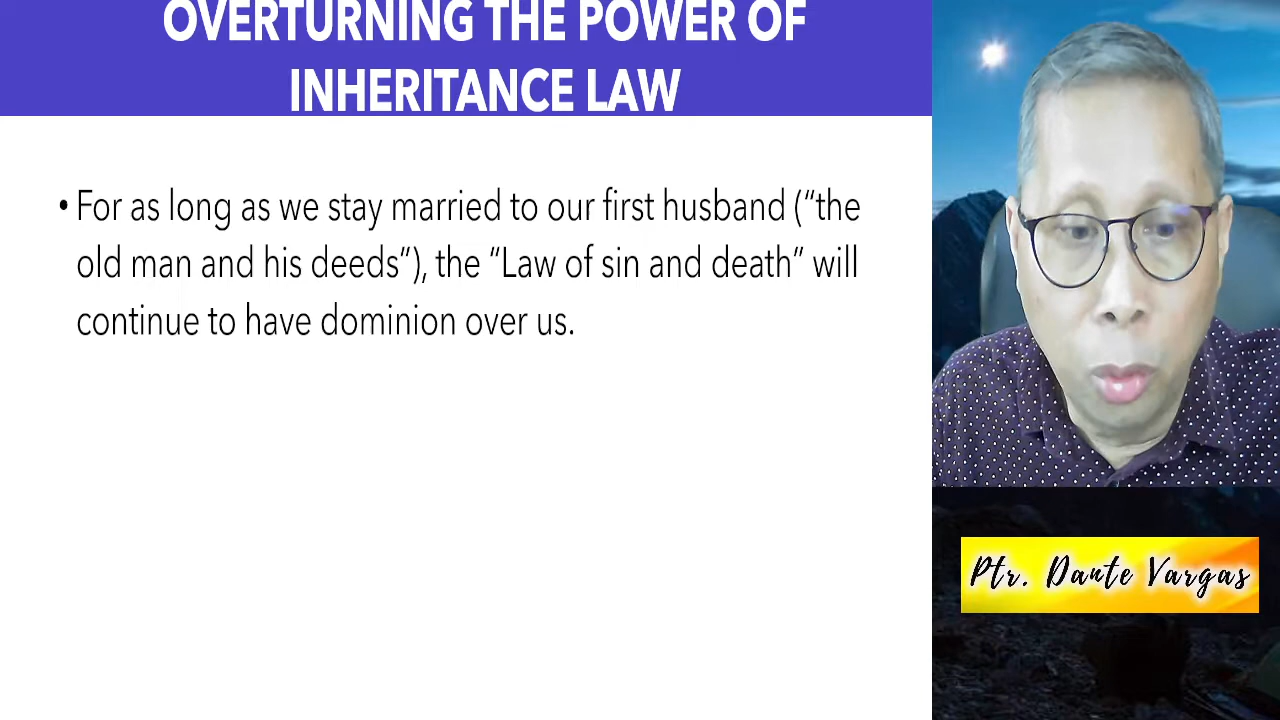 OVERTURNING THE POWER OF
INHERITANCE LAW
• For as long as we stay married to our first husband (“the
old man and his deeds”), the “Law of sin and death” will
continue to have dominion over us.
Ptr. Dante Vargas